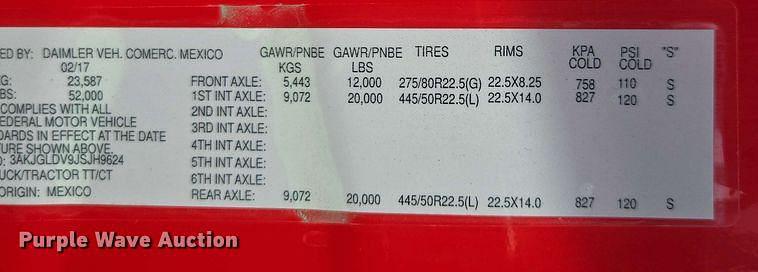 ED BY: DAIMLER VEH. COMERC. MEXICO GAWR/PNBE GAWR/PNBE TIRES RIMS KPA PSI "S"
02/17 KGS LBS COLD COLD
G: 23,587 FRONT AXLE: 5,443 12,000 275/80R22.5(G) 22.5X8.25 758 110 S
BS: 52,000 1ST INT AXLE: 9,072 20,000 445/50R22.5(L) 22.5X14.0 827 120 S
COMPLIES WITH ALL 2ND INT AXLE:
FEDERAL MOTOR VEHICLE 3RD INT AXLE:
DARDS IN EFFECT AT THE DATE 4TH INT AXLE:
TURE SHOWN ABOVE.
D: 3AKJGLDV9JSJH9624 5TH INT AXLE:
UCK/TRACTOR TT/CT 6TH INT AXLE:
ORIGIN: MEXICO REAR AXLE: 9,072 20,000 445/50R22.5(L) 22.5X14.0 827 120 S
Purple Wave Auction